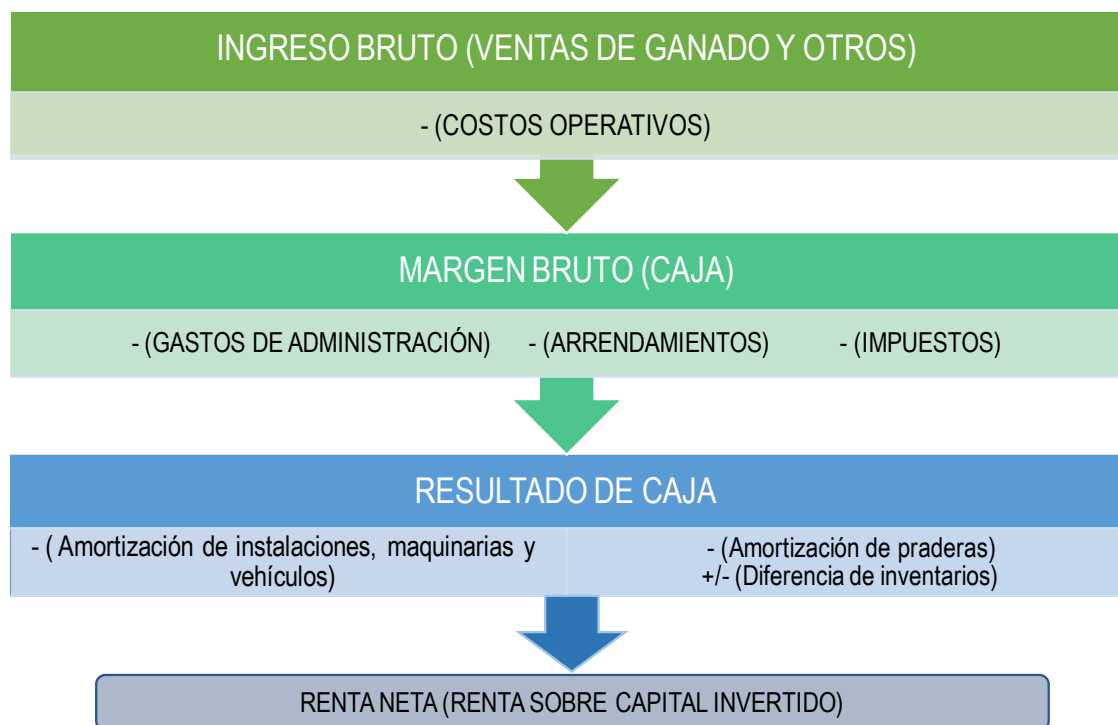 INGRESO BRUTO (VENTAS DE GANADO Y OTROS)
- (COSTOS OPERATIVOS)
MARGEN BRUTO (CAJA)
- (GASTOS DE ADMINISTRACIÓN) - (ARRENDAMIENTOS) - (IMPUESTOS)
RESULTADO DE CAJA
- ( Amortización de instalaciones, maquinarias y
vehículos)
- (Amortización de praderas)
+/- (Diferencia de inventarios)
RENTA NETA (RENTA SOBRE CAPITAL INVERTIDO)